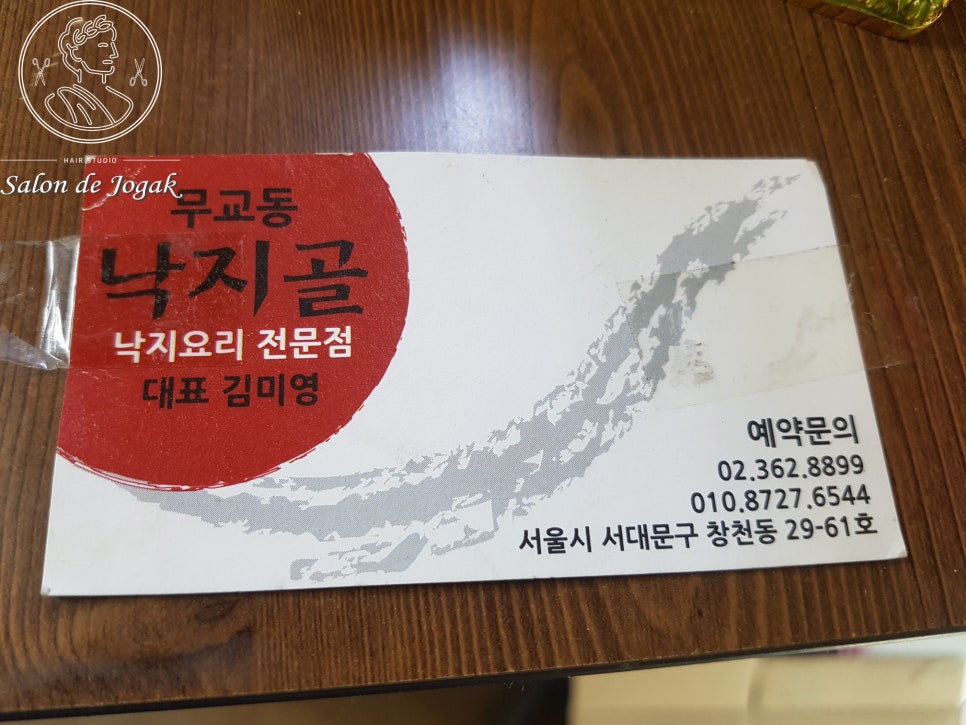 HAIR STUDIO
Salon de Jogak
무교동
낙지골
낙지요리 전문점
대표 김미영
예약문의
02.362.8899
010.8727.6544
서울시 서대문구 창천동 29-61호